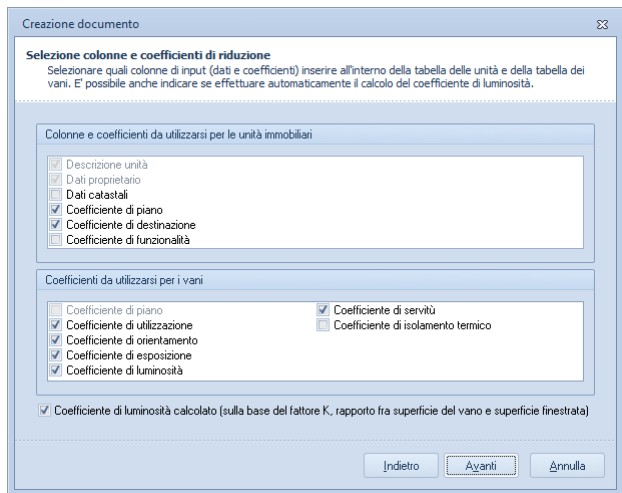 Creazione documento
Selezione colonne e coefficienti di riduzione
Selezionare quali colonne di input (dati e coefficienti) inserire all'interno della tabella delle unità e della tabella dei
vani. E' possibile anche indicare se effettuare automaticamente il calcolo del coefficiente di luminosità.
Colonne e coefficienti da utilizzarsi per le unità immobiliari
Descrizione unità
Dati proprietario
Dati catastali
Coefficiente di piano
Coefficiente di destinazione
Coefficiente di funzionalità
Coefficienti da utilizzarsi per i vani
Coefficiente di piano
Coefficiente di utilizzazione
Coefficiente di orientamento
Coefficiente di esposizione
Coefficiente di luminosità
Coefficiente di servitù
Coefficiente di isolamento termico
Coefficiente di luminosità calcolato (sulla base del fattore K, rapporto fra superficie del vano e superficie finestrata)
Indietro
Avanti
Annulla